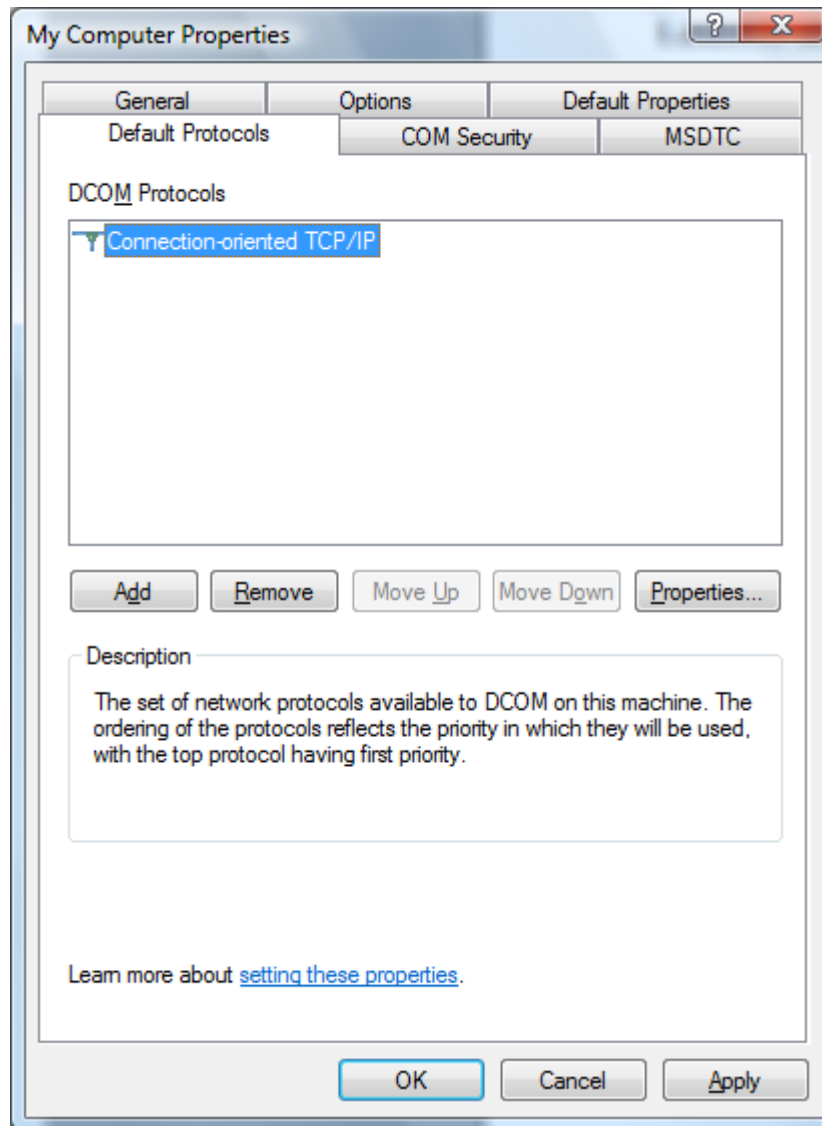 My Computer Properties
General Options Default Properties
Default Protocols COM Security MSDTC
DCOM Protocols
Connection-oriented TCP/IP
Add Remove Move Up Move Down Properties...
Description
The set of network protocols available to DCOM on this machine. The
ordering of the protocols reflects the priority in which they will be used,
with the top protocol having first priority.
Learn more about setting these properties.
OK Cancel Apply